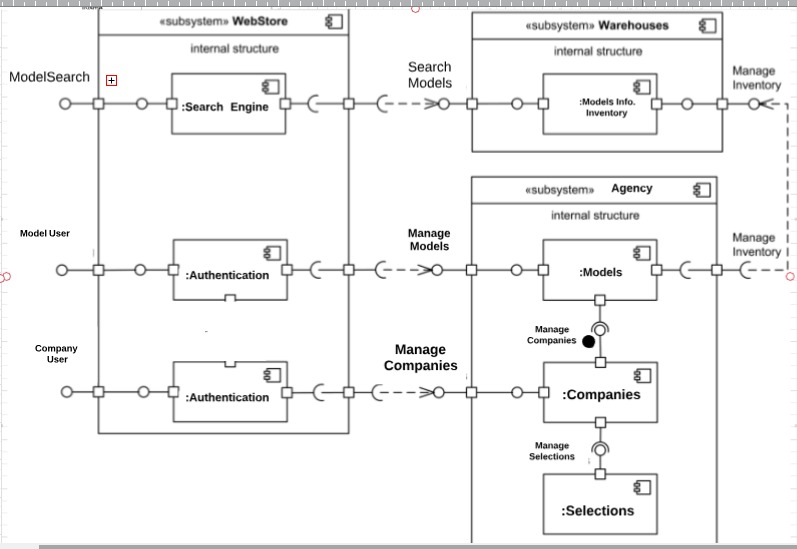 «subsystem» WebStore
internal structure
ModelSearch
:Search Engine
Search
Models
«subsystem» Warehouses
internal structure
:Models Info.
Inventory
Manage
Inventory
Model User
:Authentication
Manage
Models
«subsystem» Agency
internal structure
:Models
Manage
Inventory
Company
User
:Authentication
Manage
Companies
Manage
Companies
:Companies
Manage
Selections
:Selections